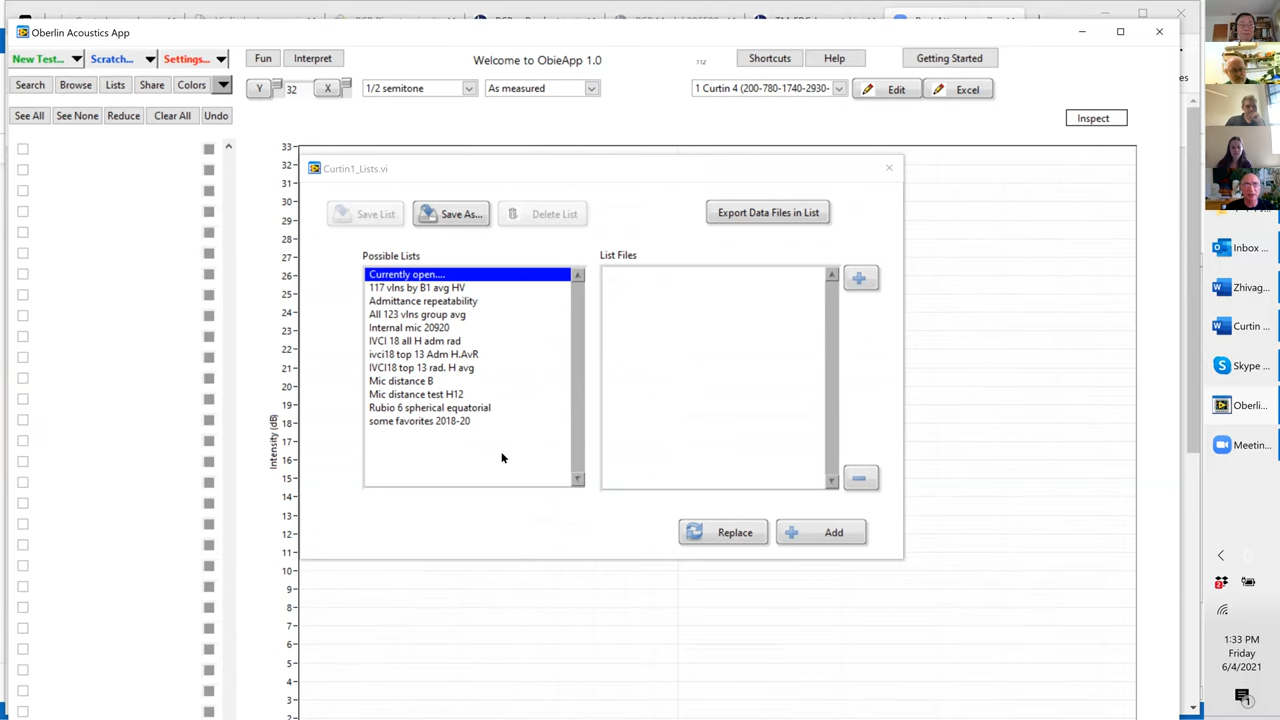 Oberlin Acoustics App
New Test... Scratch... Settings... Fun Interpret Welcome to ObieApp 1.0 112 Shortcuts Help Getting Started
Search Browse Lists Share Colors Y 32 X 1/2 semitone As measured 1 Curtin 4 (200-780-1740-2930- Edit Excel
See All See None Reduce Clear All Undo Inspect
Curtin1_Lists.vi
Save List Save As... Delete List Export Data Files in List
Possible Lists List Files
Currently open....
117 vlns by B1 avg HV
Admittance repeatability
All 123 vlns group avg
Internal mic 20920
IVCI 18 all H adm rad
ivci18 top 13 Adm H.AvR
IVCI18 top 13 rad. H avg
Mic distance B
Mic distance test H12
Rubio 6 spherical equatorial
some favorites 2018-20
Replace Add
Intensity (dB)
33
32
31
30
29
28
27
26
25
24
23
22
21
20
19
18
17
16
15
14
13
12
11
10
9
8
7
6
5
4
3
2
Inbox ...
Zhivag...
Curtin ...
Skype ...
Oberli...
Meetin...
2
1:33 PM
Friday
6/4/2021
1